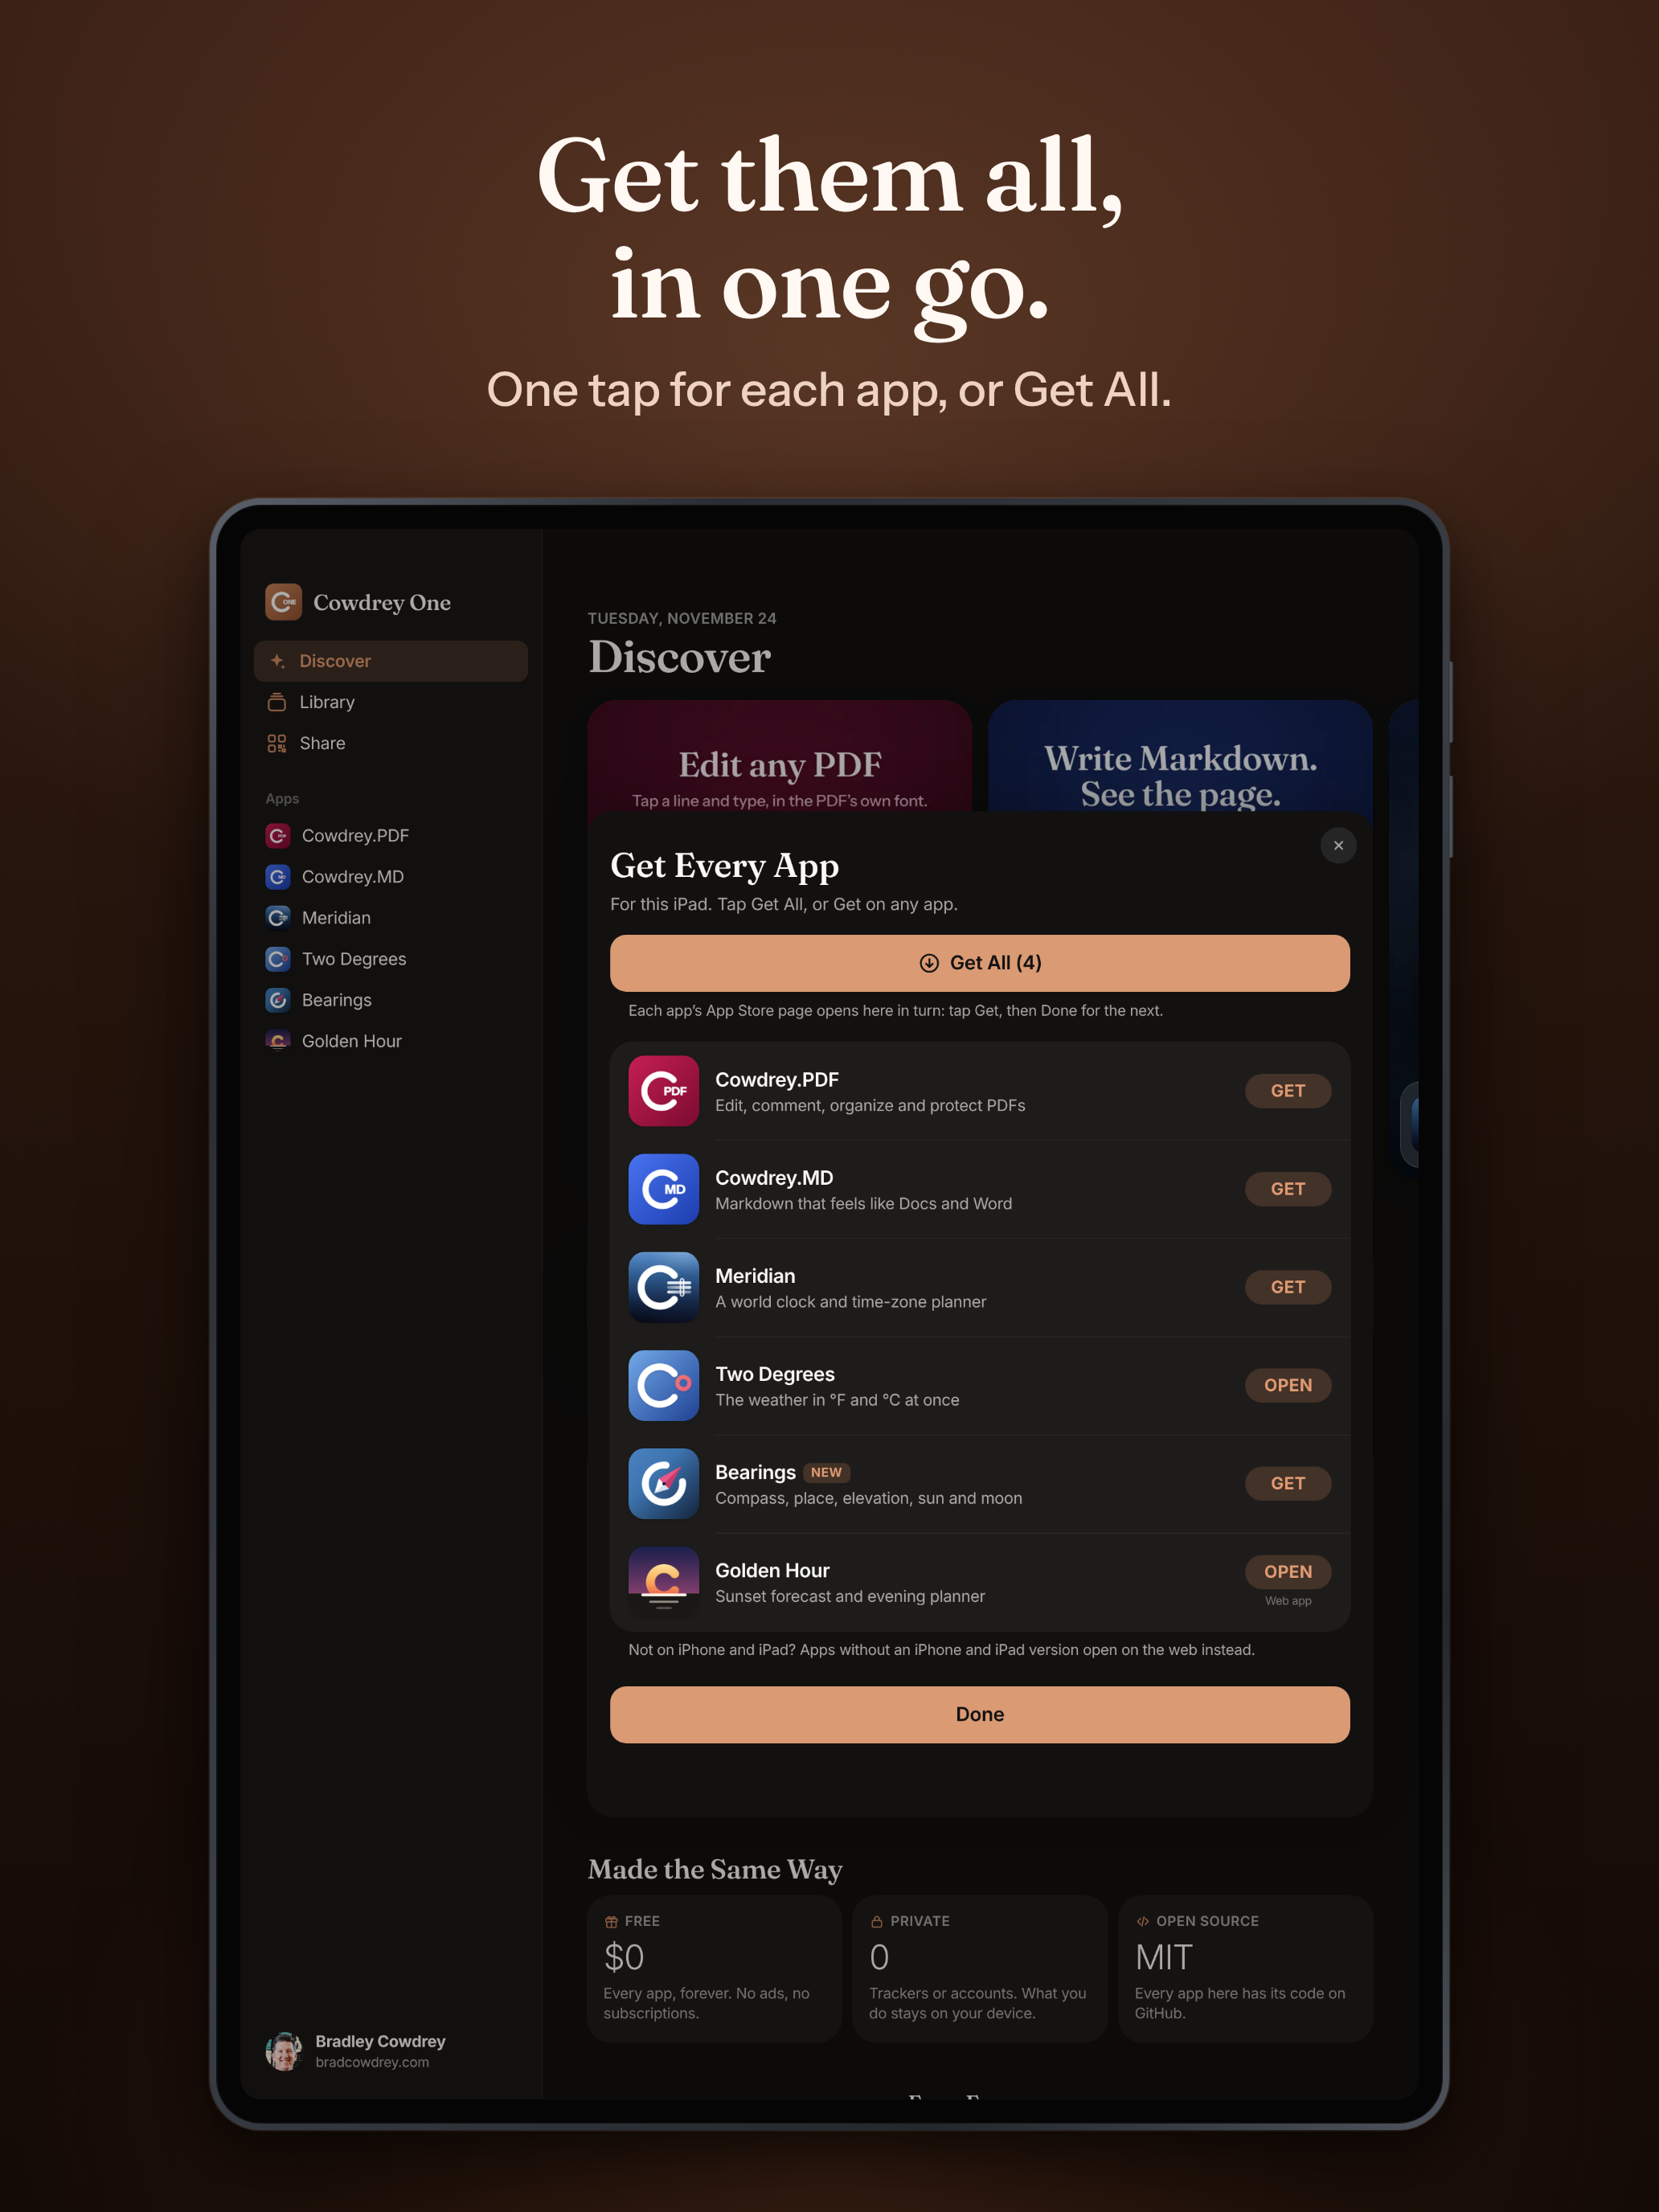 Get them all,
in one go.
One tap for each app, or Get All.
ONE
Cowdrey One
Discover
Library
Share
Apps
Cowdrey.PDF
Cowdrey.MD
Meridian
Two Degrees
Bearings
Golden Hour
Bradley Cowdrey
bradcowdrey.com
TUESDAY, NOVEMBER 24
Discover
Edit any PDF
Tap a line and type, in the PDF's own font.
Write Markdown.
See the page.
Get Every App
For this iPad. Tap Get All, or Get on any app.
Get All (4)
Each app's App Store page opens here in turn: tap Get, then Done for the next.
PDF
Cowdrey.PDF
Edit, comment, organize and protect PDFs
GET
MD
Cowdrey.MD
Markdown that feels like Docs and Word
GET
Meridian
A world clock and time-zone planner
GET
Two Degrees
The weather in °F and °C at once
OPEN
Bearings NEW
Compass, place, elevation, sun and moon
GET
Golden Hour
Sunset forecast and evening planner
OPEN
Web app
Not on iPhone and iPad? Apps without an iPhone and iPad version open on the web instead.
Done
Made the Same Way
FREE
$0
Every app, forever. No ads, no
subscriptions.
PRIVATE
0
Trackers or accounts. What you
do stays on your device.
OPEN SOURCE
MIT
Every app here has its code on
GitHub.